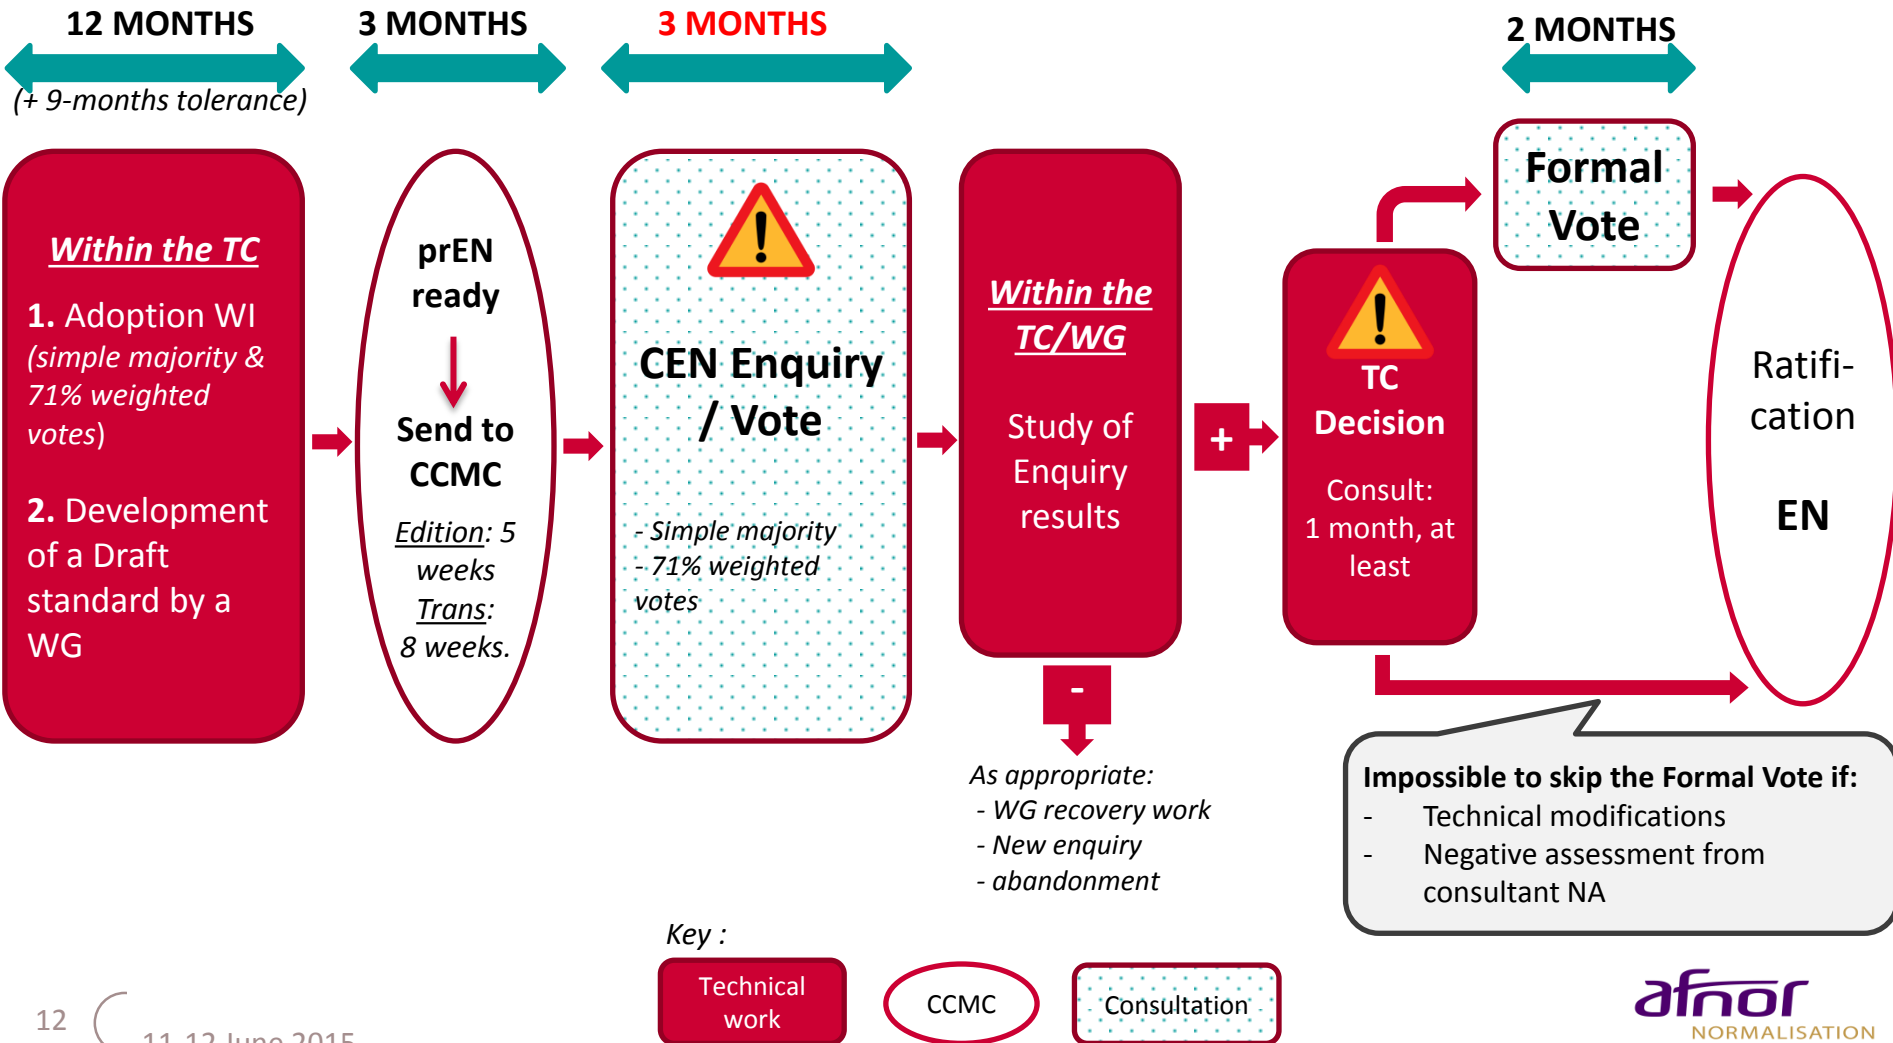 12 MONTHS
(+ 9-months tolerance)
3 MONTHS
3 MONTHS
2 MONTHS
Within the TC
1. Adoption WI
(simple majority &
71% weighted
votes)
2. Development
of a Draft
standard by a
WG
prEN
ready
Send to
CCMC
Edition: 5
weeks
Trans:
8 weeks.
CEN Enquiry
/ Vote
- Simple majority
- 71% weighted
votes
Within the
TC/WG
Study of
Enquiry
results
+
-
As appropriate:
- WG recovery work
- New enquiry
- abandonment
TC
Decision
Consult:
1 month, at
least
Formal
Vote
Ratifi-
cation
EN
Impossible to skip the Formal Vote if:
- Technical modifications
- Negative assessment from
consultant NA
Key :
Technical
work
CCMC
Consultation
12
11-12 June 2015
afnor
NORMALISATION